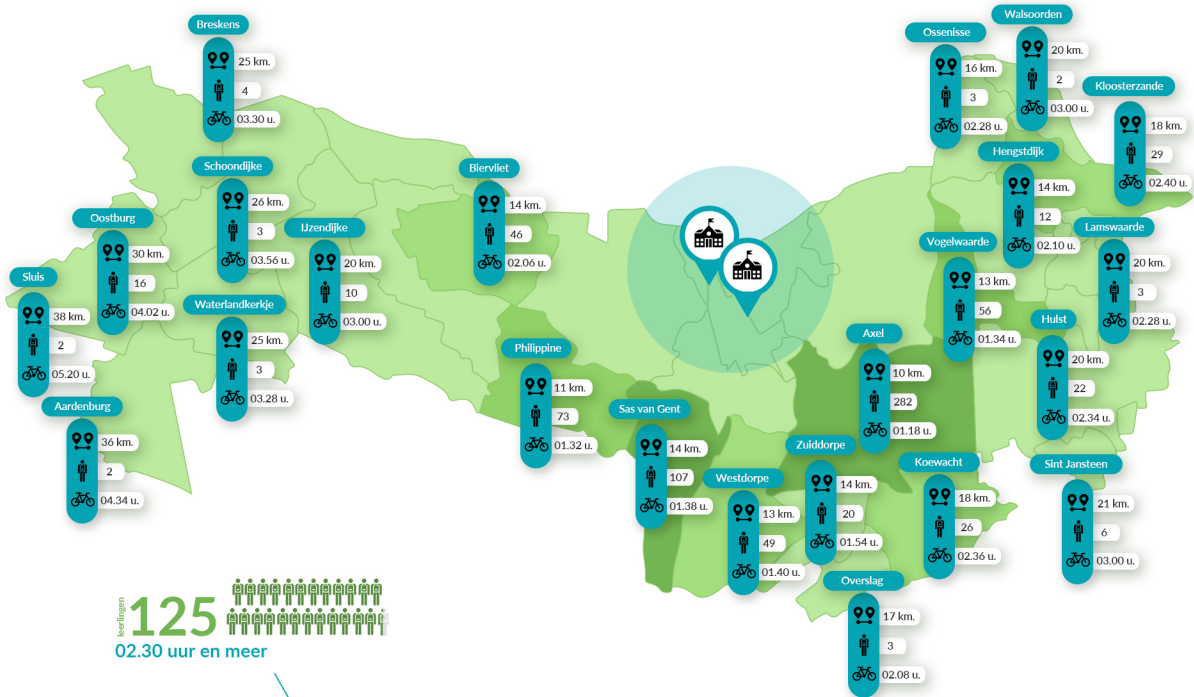 Breskens
25 km.
4
03.30 u.
Schoondijke
26 km.
3
03.56 u.
Oostburg
30 km.
16
04.02 u.
IJzendijke
20 km.
10
03.00 u.
Sluis
38 km.
2
05.20 u.
Waterlandkerkje
25 km.
3
03.28 u.
Aardenburg
36 km.
2
04.34 u.
Biervliet
14 km.
46
02.06 u.
Philippine
11 km.
73
01.32 u.
Sas van Gent
14 km.
107
01.38 u.
Westdorpe
13 km.
49
01.40 u.
Zuiddorpe
14 km.
20
01.54 u.
Axel
10 km.
282
01.18 u.
Overslag
17 km.
3
02.08 u.
Koewacht
18 km.
26
02.36 u.
Sint Jansteen
21 km.
6
03.00 u.
Hulst
20 km.
22
02.34 u.
Vogelwaarde
13 km.
56
01.34 u.
Lamswaarde
20 km.
3
02.28 u.
Hengstdijk
14 km.
12
02.10 u.
Kloosterzande
18 km.
29
02.40 u.
Walsoorden
20 km.
2
03.00 u.
Ossenisse
16 km.
3
02.28 u.
leerlingen
125
02.30 uur en meer